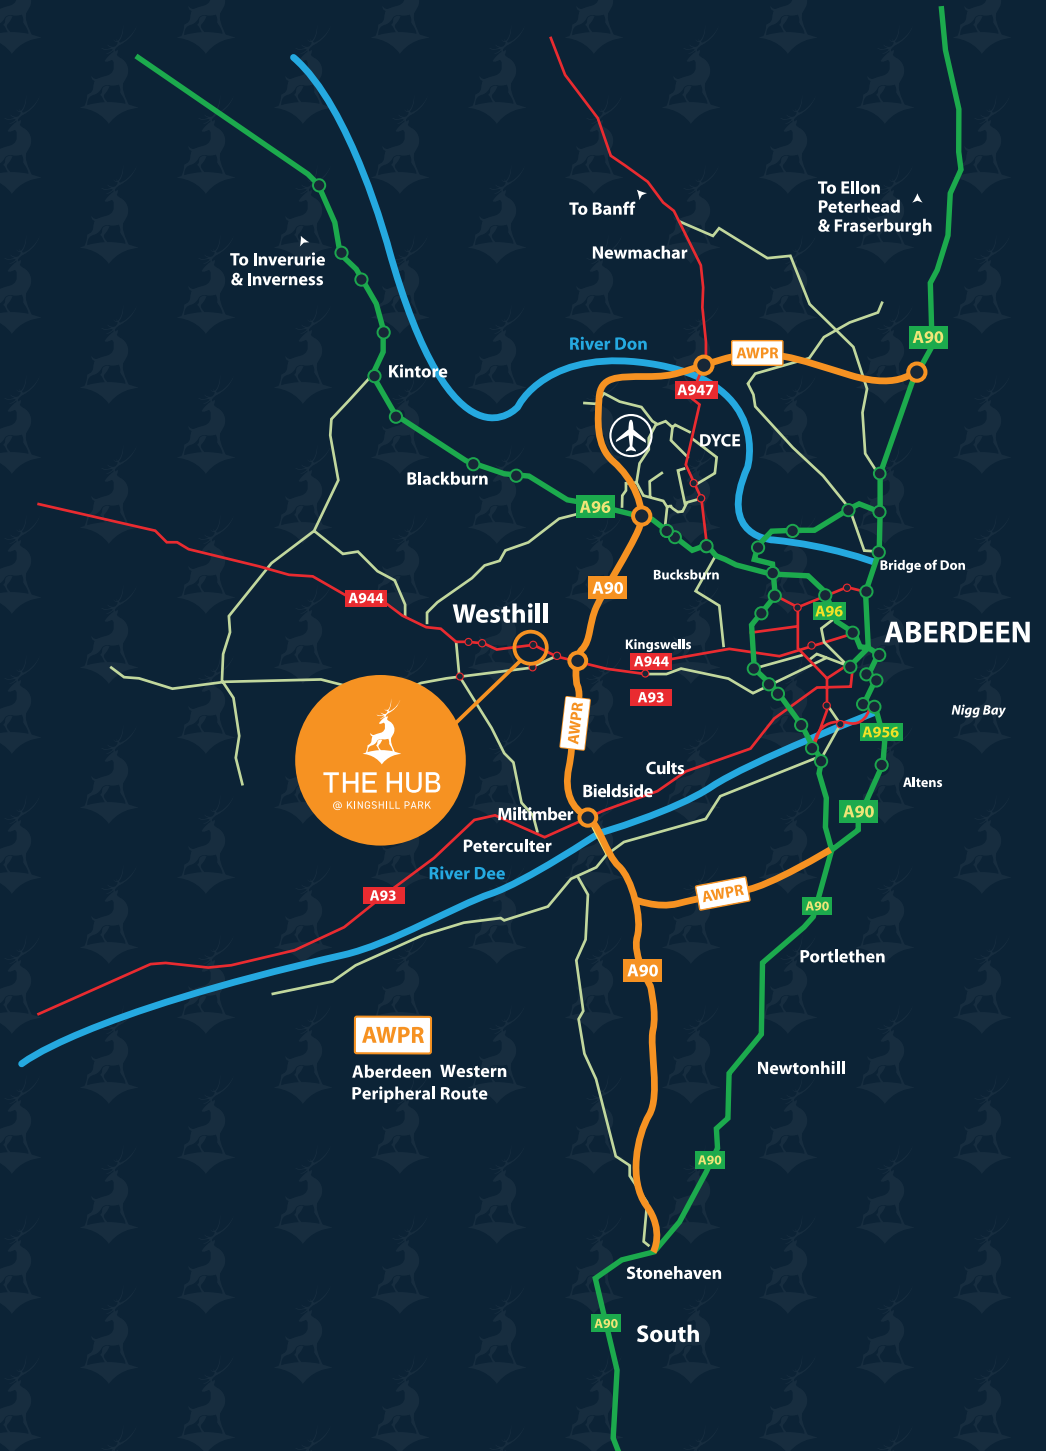 To Ellon
Peterhead
& Fraserburgh
To Banff
Newmachar
To Inverurie
& Inverness
A90
River Don
AWPR
Kintore
A947
DYCE
Blackburn
A96
Bridge of Don
Bucksburn
A90
A944
Westhill
A96
ABERDEEN
Kingswells
A944
A93
Nigg Bay
AWPR
A956
THE HUB
@ KINGSHILL PARK
Cults
Altens
Bieldside
Miltimber
A90
Peterculter
River Dee
A93
AWPR
A90
Portlethen
A90
AWPR
Aberdeen Western
Peripheral Route
Newtonhill
A90
Stonehaven
A90
South